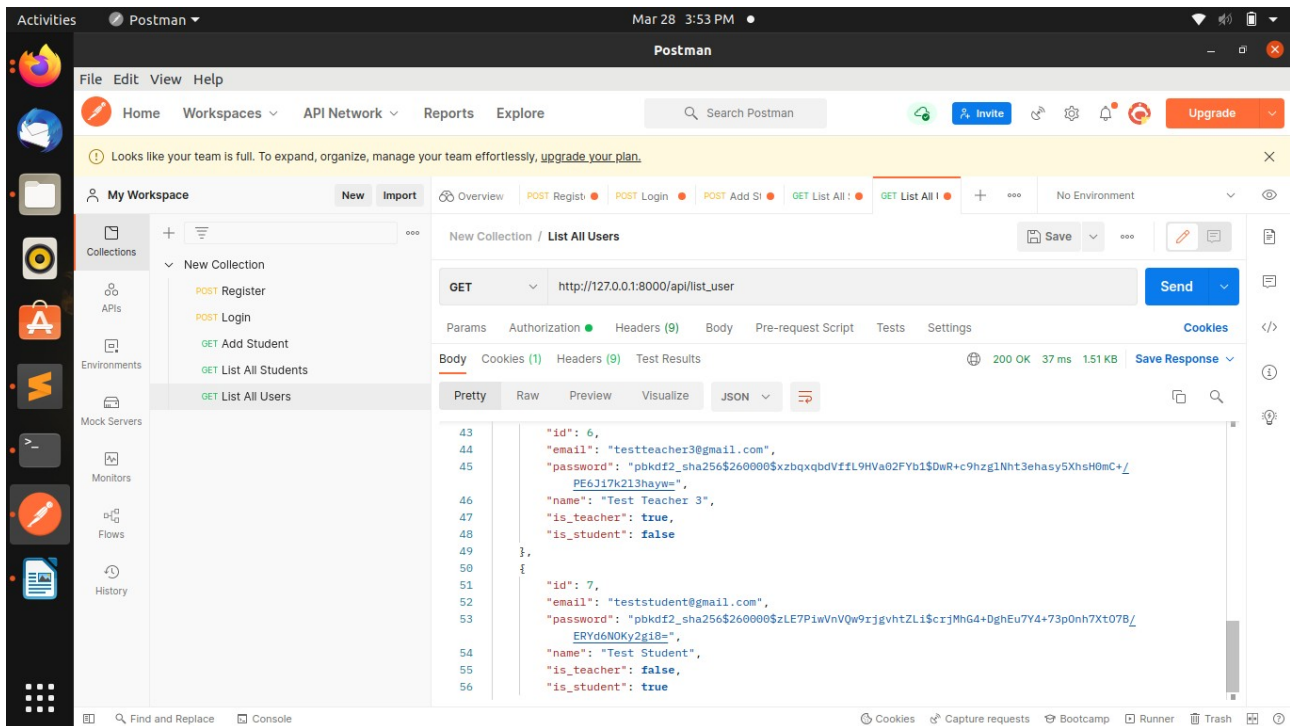 Activities Postman Mar 28 3:53 PM
Postman
File Edit View Help
Home Workspaces API Network Reports Explore Search Postman Invite Upgrade
Looks like your team is full. To expand, organize, manage your team effortlessly, upgrade your plan.
My Workspace New Import Overview POST Registe POST Login POST Add St GET List All S GET List All U No Environment
Collections
New Collection / List All Users Save
New Collection
POST Register
GET http://127.0.0.1:8000/api/list_user Send
APIs
POST Login
Params Authorization Headers (9) Body Pre-request Script Tests Settings Cookies
GET Add Student
Environments
Body Cookies (1) Headers (9) Test Results 200 OK 37 ms 1.51 KB Save Response
GET List All Students
GET List All Users
Pretty Raw Preview Visualize JSON
Mock Servers
Monitors
Flows
History
43 "id": 6,
44 "email": "testteacher3@gmail.com",
45 "password": "pbkdf2_sha256$260000$xzbqxqbdVffL9HVa02FYb1$DwR+c9hzglNht3ehasy5XhsH0mC+/
PE6Ji7k2l3hayw=",
46 "name": "Test Teacher 3",
47 "is_teacher": true,
48 "is_student": false
49 },
50 {
51 "id": 7,
52 "email": "teststudent@gmail.com",
53 "password": "pbkdf2_sha256$260000$zLE7PiwVnVQw9rjgvhtZLi$crjMhG4+DghEu7Y4+73pOnh7XtO7B/
ERYd6NOKy2gi8=",
54 "name": "Test Student",
55 "is_teacher": false,
56 "is_student": true
Find and Replace Console Cookies Capture requests Bootcamp Runner Trash